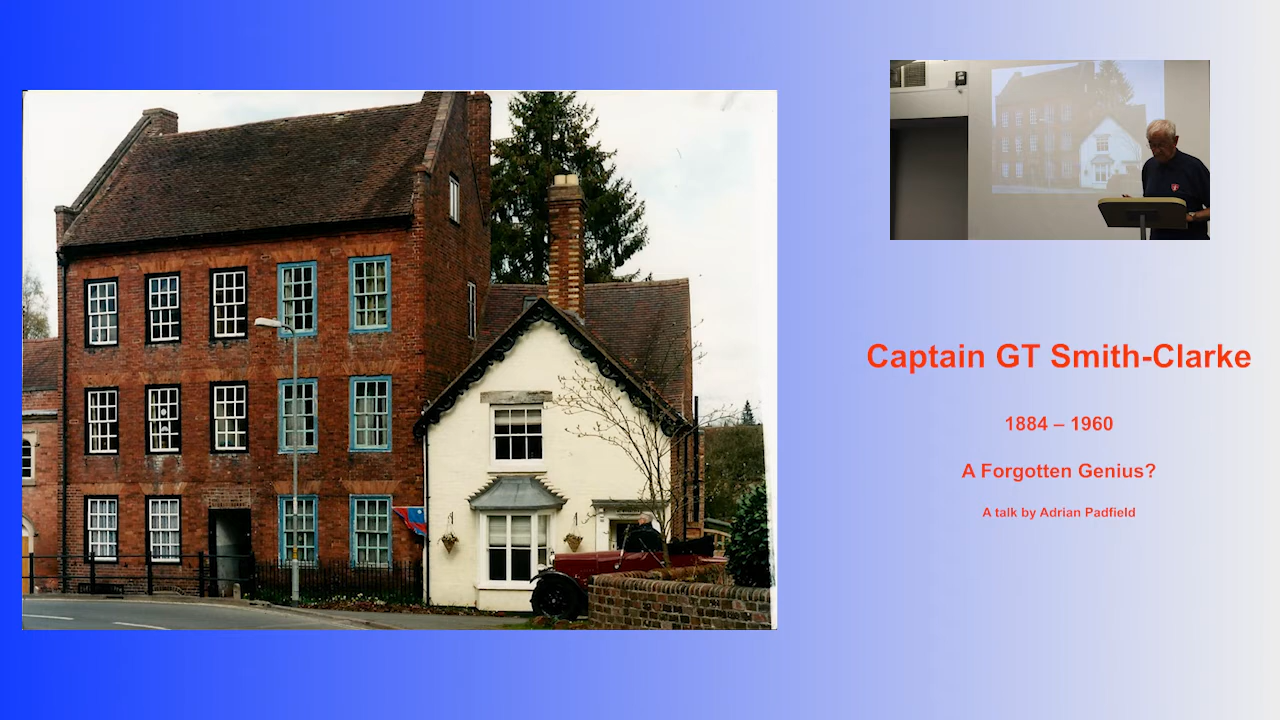 Captain GT Smith-Clarke
1884 – 1960
A Forgotten Genius?
A talk by Adrian Padfield